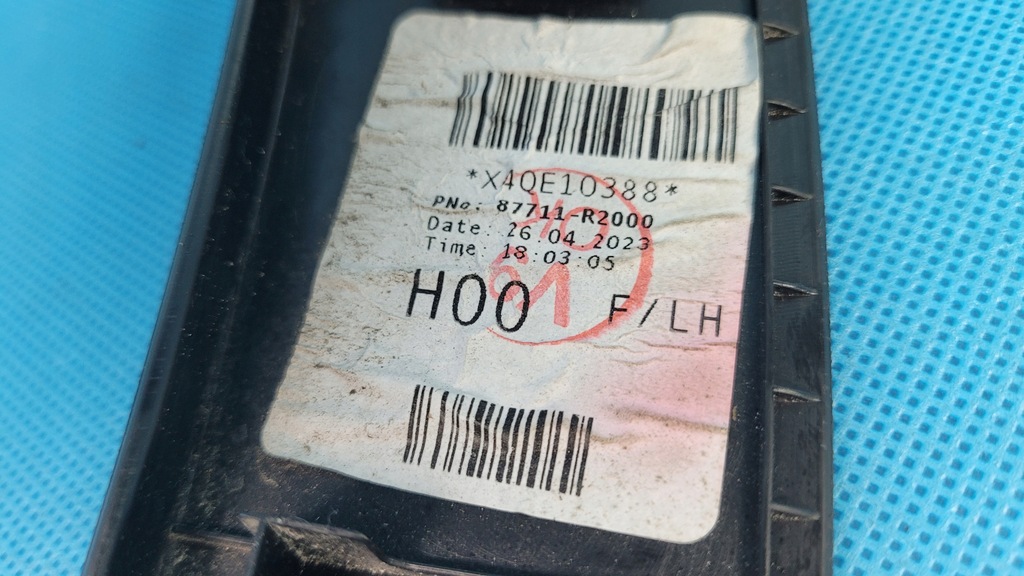 *X4QE10388*
PNo: 87711-R2000
Date: 26.04.2023
Time: 18:03:05
H00 F/LH